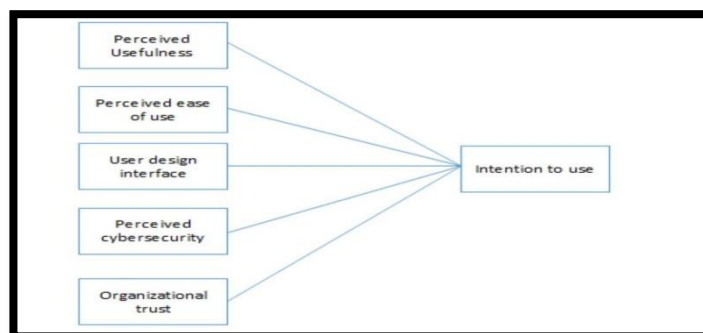 Perceived
Usefulness
Perceived ease
of use
User design
interface
Intention to use
Perceived
cybersecurity
Organizational
trust